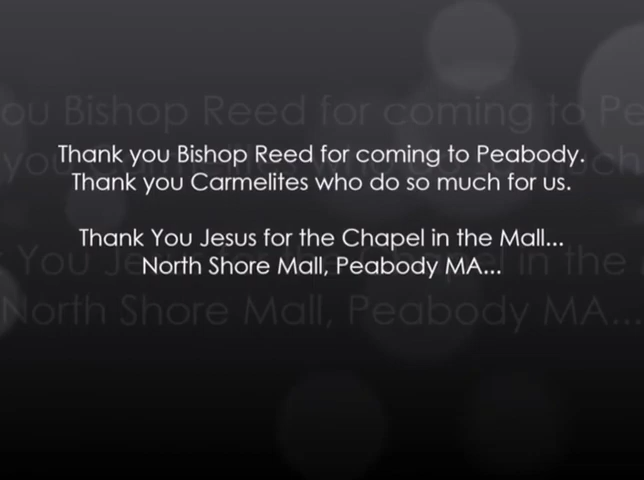 Thank you Bishop Reed for coming to Peabody.
Thank you Carmelites who do so much for us.
Thank You Jesus for the Chapel in the Mall...
North Shore Mall, Peabody MA...